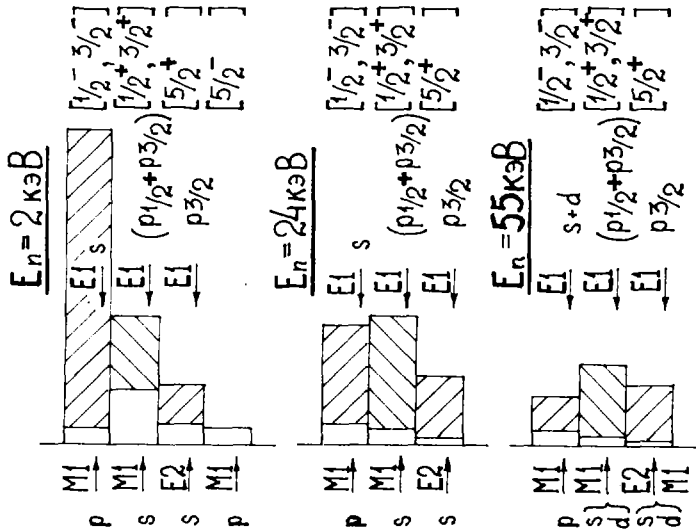 E_n = 2 кэВ
p M1 E1 s [1/2⁻, 3/2⁻]
s M1 E1 (p1/2+p3/2) [1/2⁺, 3/2⁺]
s E2 E1 p3/2 [5/2⁺]
p M1 [5/2⁻]
E_n = 24 кэВ
p M1 E1 s [1/2⁻, 3/2⁻]
s M1 E1 (p1/2+p3/2) [1/2⁺, 3/2⁺]
s E2 E1 p3/2 [5/2⁺]
E_n = 55 кэВ
p M1 E1 s+d [1/2⁻, 3/2⁻]
s d } M1 E1 (p1/2+p3/2) [1/2⁺, 3/2⁺]
s d } E2 M1 E1 p3/2 [5/2⁺]